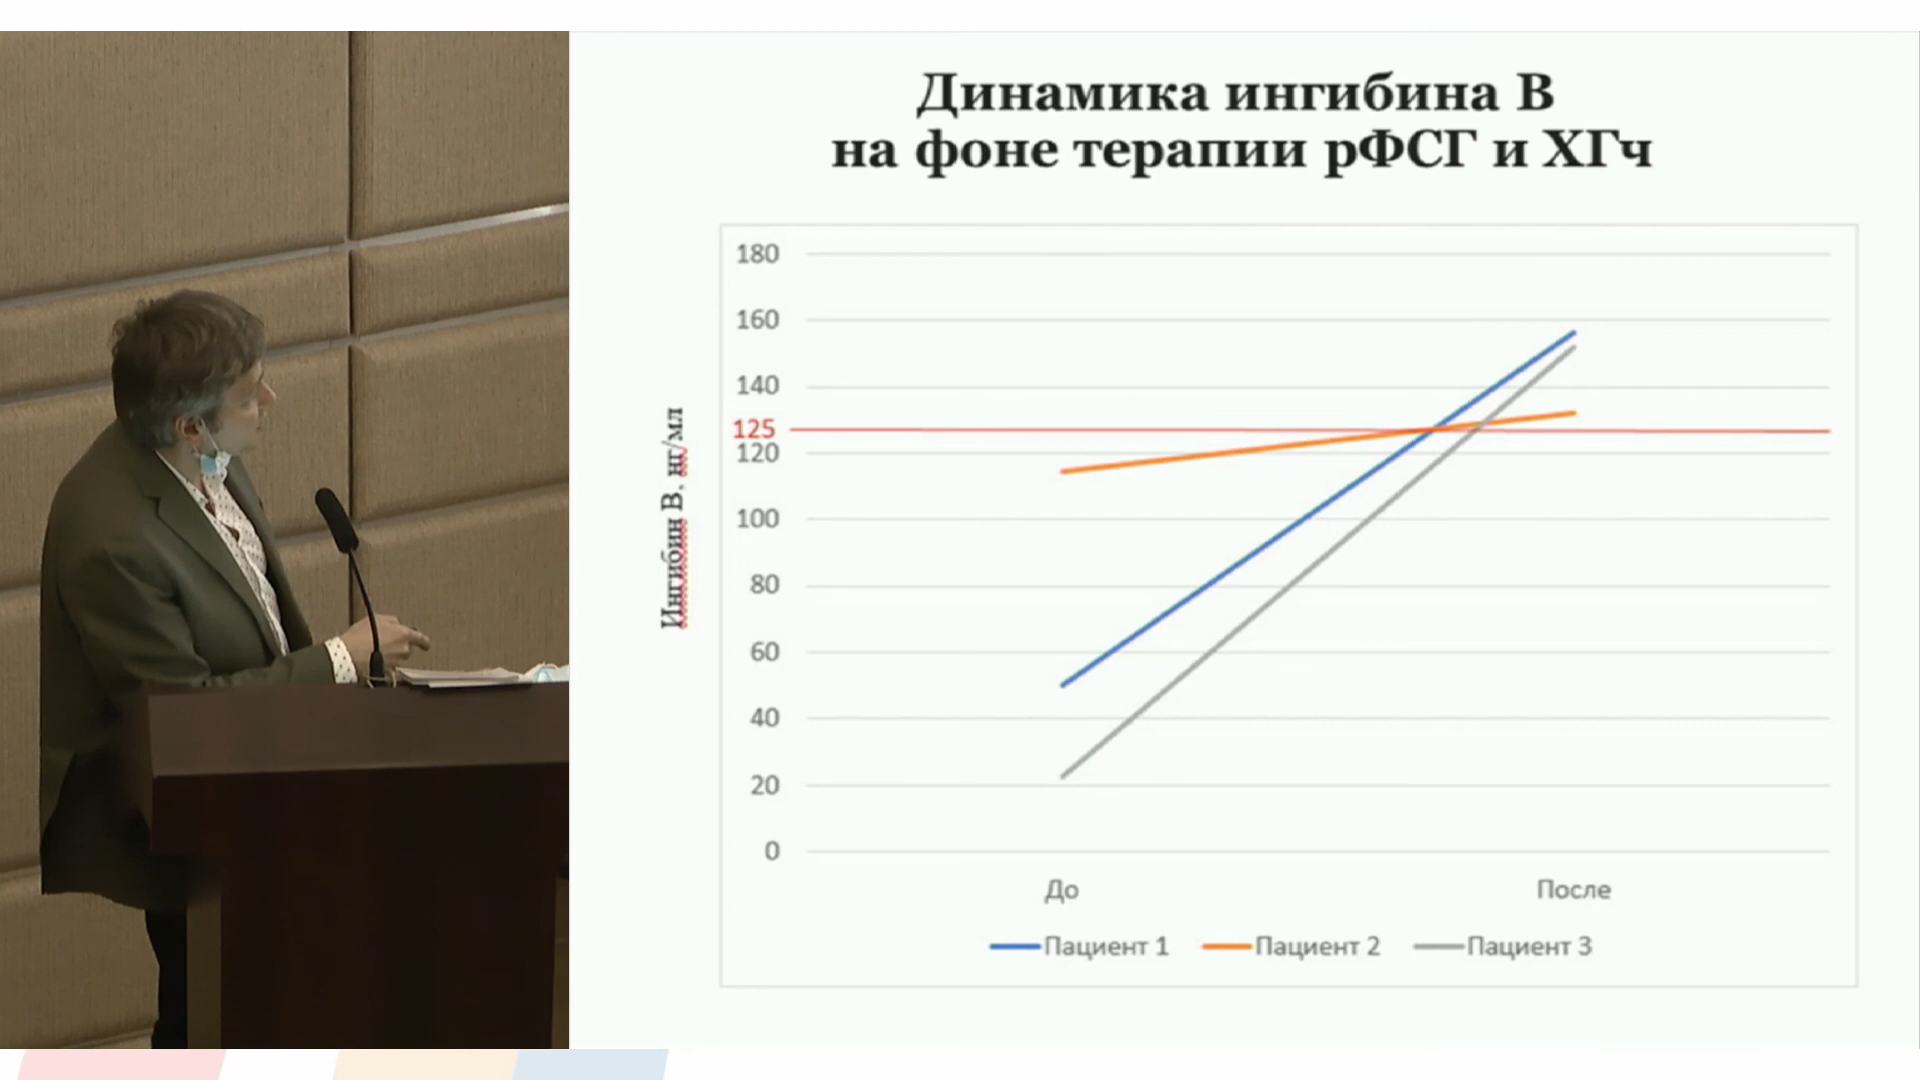 Динамика ингибина В
на фоне терапии рФСГ и ХГч
Ингибин В, нг/мл
180
160
140
125
120
100
80
60
40
20
0
До
После
Пациент 1
Пациент 2
Пациент 3